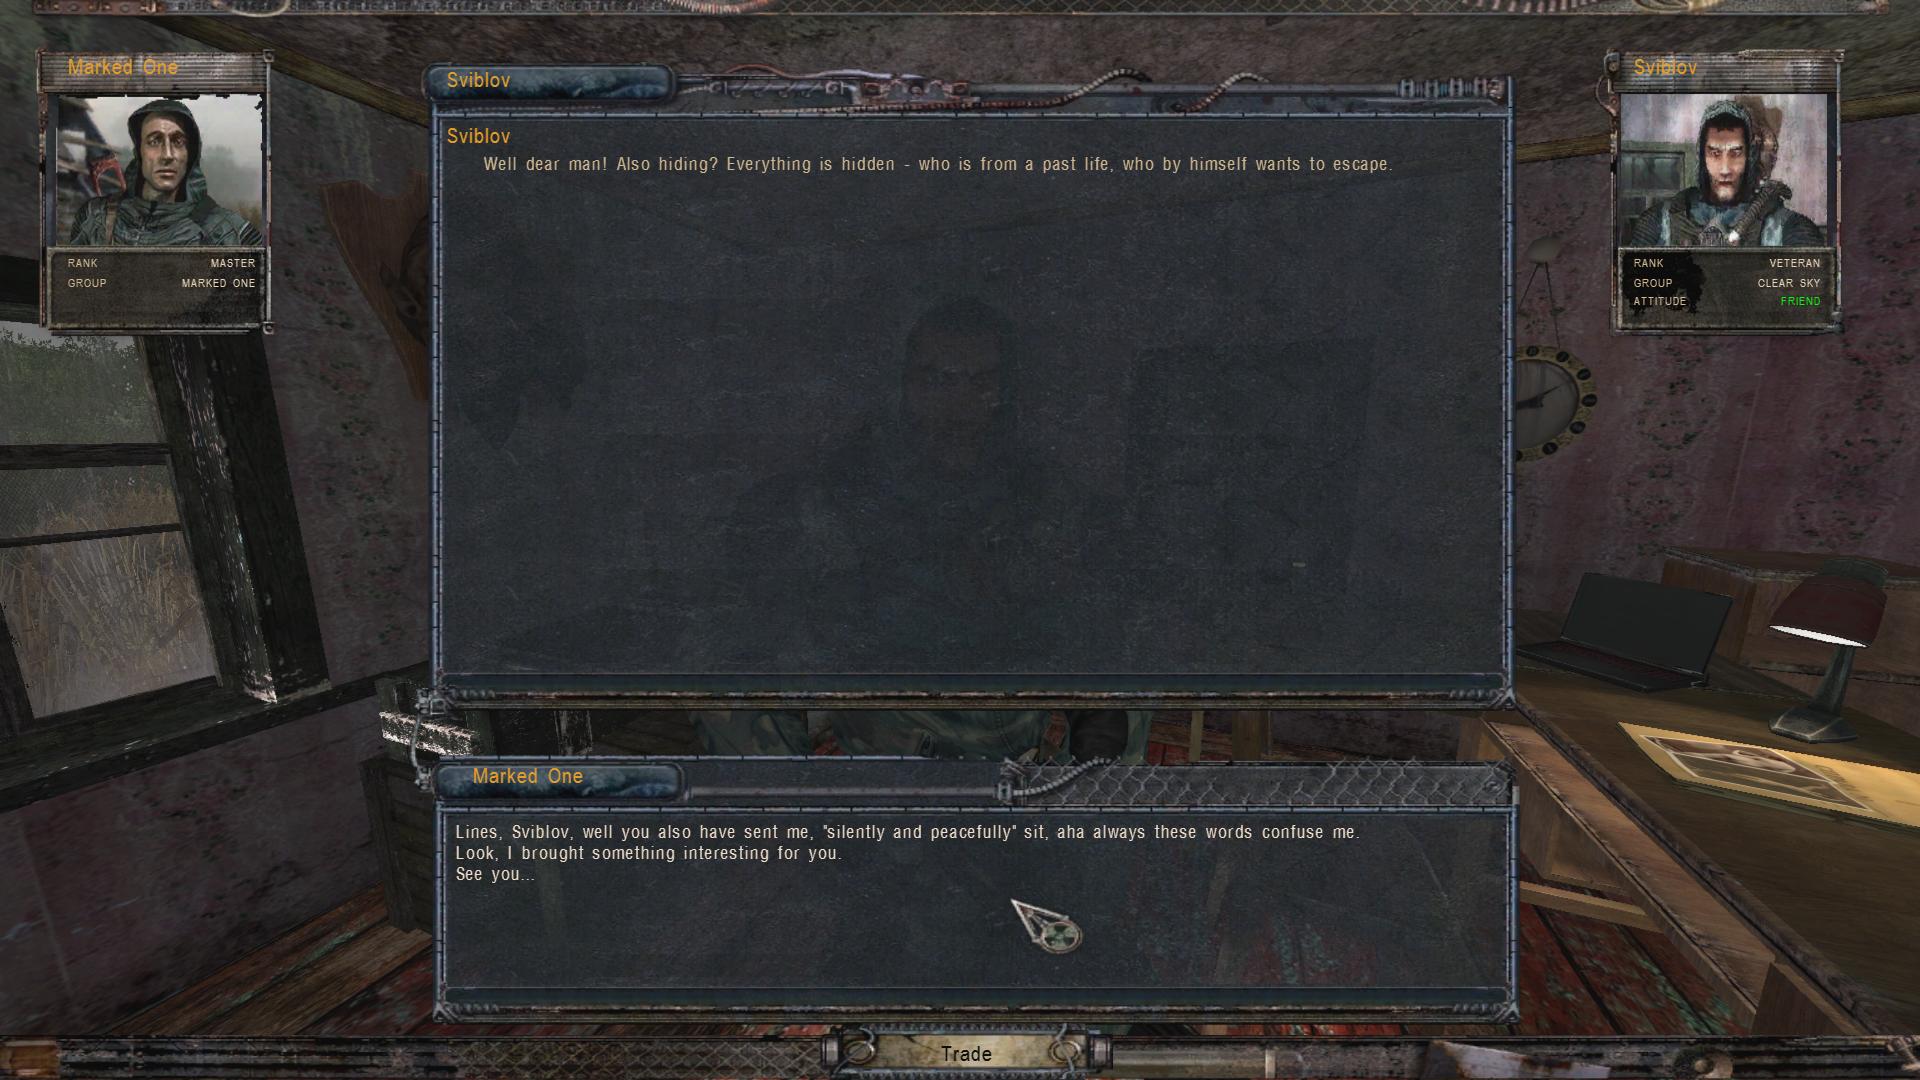 Marked One
RANK MASTER
GROUP MARKED ONE
Sviblov
Sviblov
Well dear man! Also hiding? Everything is hidden - who is from a past life, who by himself wants to escape.
Sviblov
RANK VETERAN
GROUP CLEAR SKY
ATTITUDE FRIEND
Marked One
Lines, Sviblov, well you also have sent me, "silently and peacefully" sit, aha always these words confuse me.
Look, I brought something interesting for you.
See you...
Trade